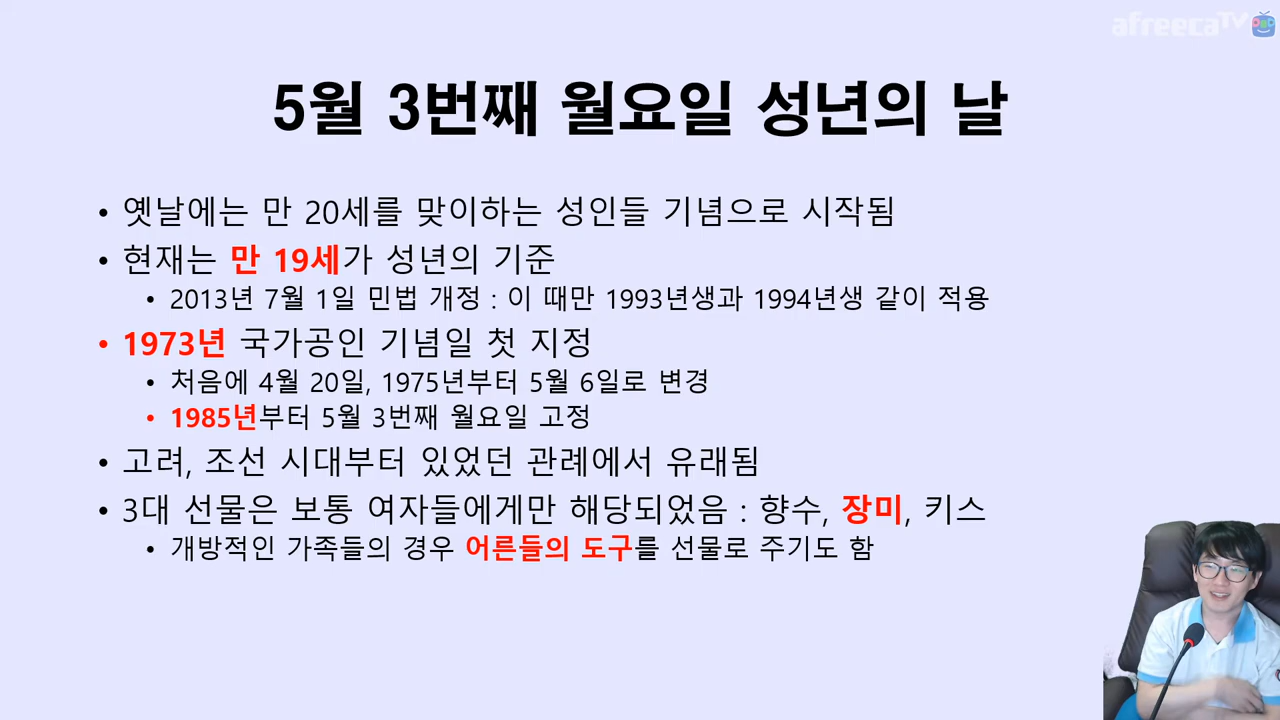 afreecaTV
5월 3번째 월요일 성년의 날
• 옛날에는 만 20세를 맞이하는 성인들 기념으로 시작됨
• 현재는 만 19세가 성년의 기준
• 2013년 7월 1일 민법 개정 : 이 때만 1993년생과 1994년생 같이 적용
• 1973년 국가공인 기념일 첫 지정
• 처음에 4월 20일, 1975년부터 5월 6일로 변경
• 1985년부터 5월 3번째 월요일 고정
• 고려, 조선 시대부터 있었던 관례에서 유래됨
• 3대 선물은 보통 여자들에게만 해당되었음 : 향수, 장미, 키스
• 개방적인 가족들의 경우 어른들의 도구를 선물로 주기도 함